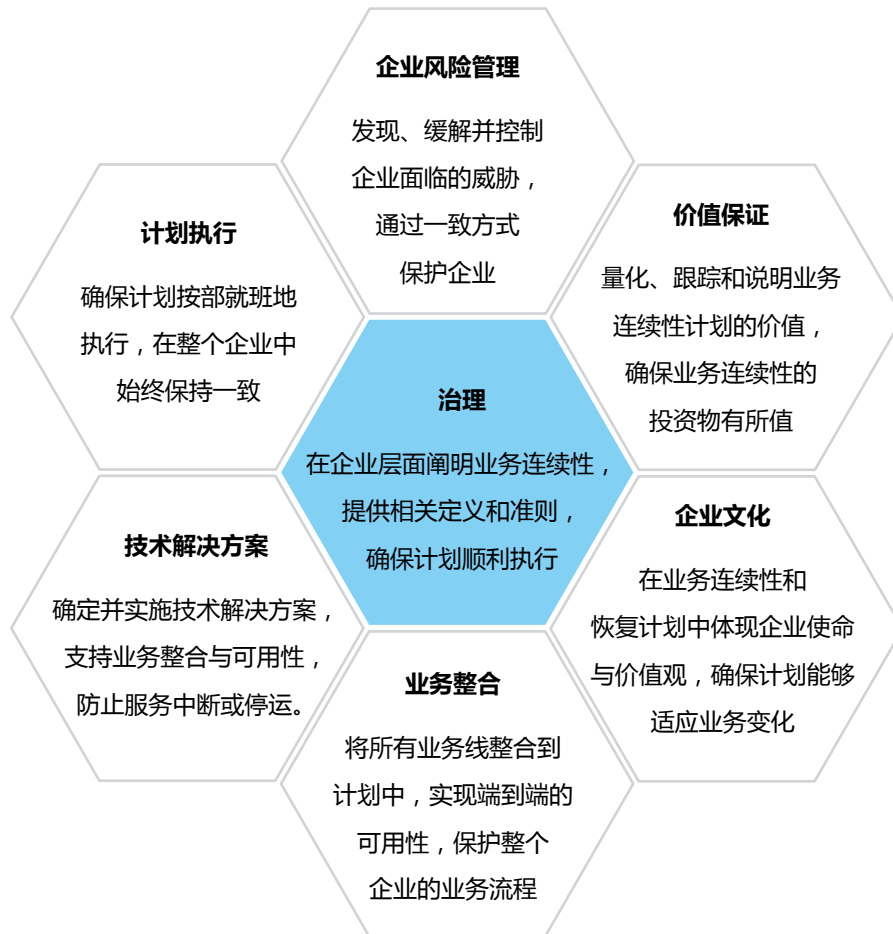 企业风险管理
发现、缓解并控制
企业面临的威胁，
通过一致方式
保护企业
计划执行
确保计划按部就班地
执行，在整个企业中
始终保持一致
价值保证
量化、跟踪和说明业务
连续性计划的价值，
确保业务连续性的
投资物有所值
治理
在企业层面阐明业务连续性，
提供相关定义和准则，
确保计划顺利执行
技术解决方案
确定并实施技术解决方案，
支持业务整合与可用性，
防止服务中断或停运。
企业文化
在业务连续性和
恢复计划中体现企业使命
与价值观，确保计划能够
适应业务变化
业务整合
将所有业务线整合到
计划中，实现端到端的
可用性，保护整个
企业的业务流程